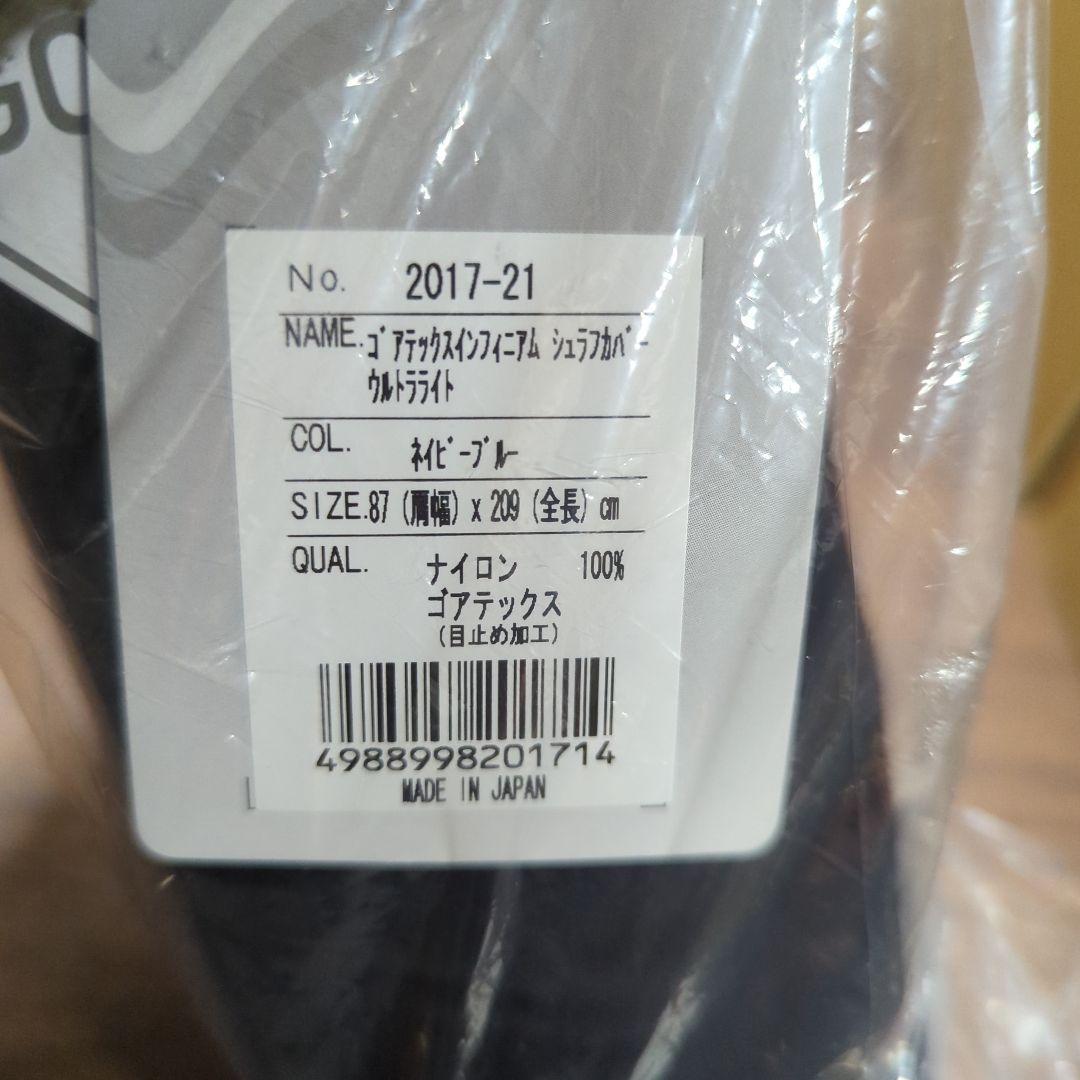 GO
No. 2017-21
NAME. ｺﾞｱﾃｯｸｽｲﾝﾌｨﾆｱﾑ ｼｭﾗﾌｶﾊﾞｰ
ｳﾙﾄﾗﾗｲﾄ
COL. ﾈｲﾋﾞｰﾌﾞﾙｰ
SIZE.87 (肩幅) x 209 (全長) cm
QUAL. ナイロン 100%
ゴアテックス
(目止め加工)
4988998201714
MADE IN JAPAN